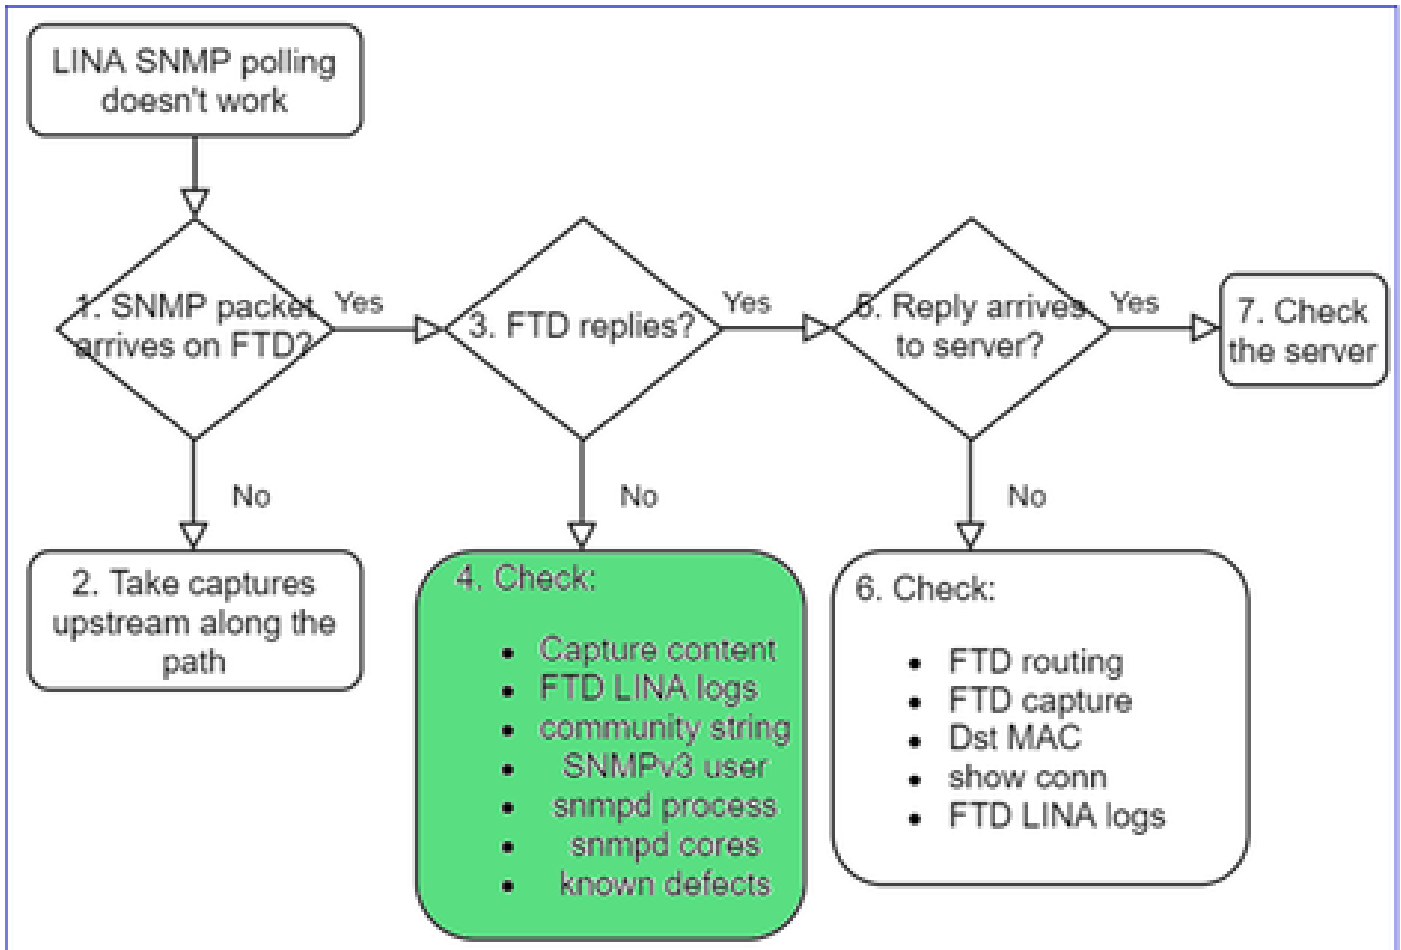 LINA SNMP polling
doesn't work
1. SNMP packet
arrives on FTD?
Yes
3. FTD replies?
Yes
5. Reply arrives
to server?
Yes
7. Check
the server
No
No
No
2. Take captures
upstream along the
path
4. Check:
• Capture content
• FTD LINA logs
• community string
• SNMPv3 user
• snmpd process
• snmpd cores
• known defects
6. Check:
• FTD routing
• FTD capture
• Dst MAC
• show conn
• FTD LINA logs